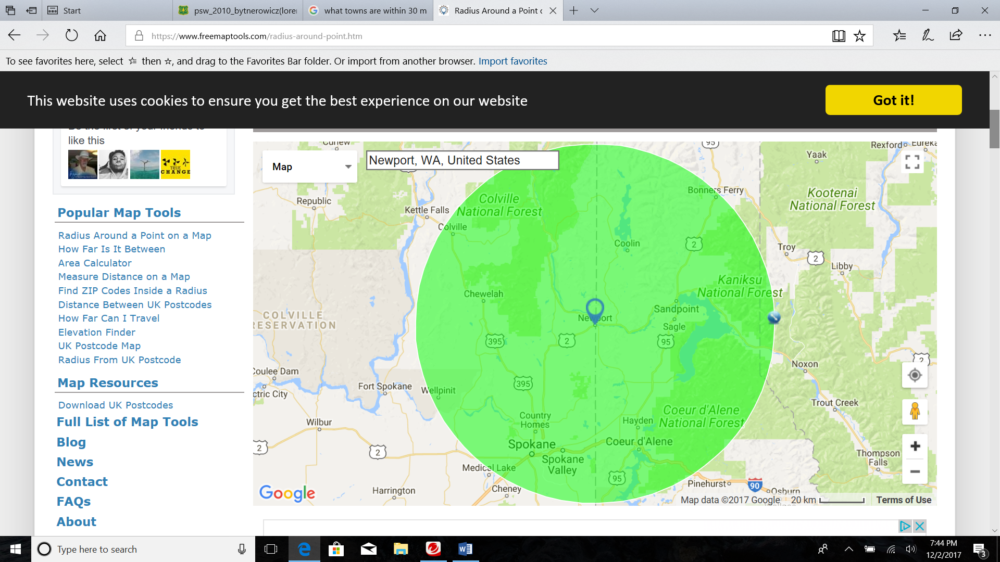 Start
psw_2010_bytnerowicz(lore
what towns are within 30 m
Radius Around a Point
https://www.freemaptools.com/radius-around-point.htm
To see favorites here, select then , and drag to the Favorites Bar folder. Or import from another browser. Import favorites
This website uses cookies to ensure you get the best experience on our website
Got it!
like this
TRUE
CHANGE
Popular Map Tools
Radius Around a Point on a Map
How Far Is It Between
Area Calculator
Measure Distance on a Map
Find ZIP Codes Inside a Radius
Distance Between UK Postcodes
How Far Can I Travel
Elevation Finder
UK Postcode Map
Radius From UK Postcode
Map Resources
Download UK Postcodes
Full List of Map Tools
Blog
News
Contact
FAQs
About
Map
Newport, WA, United States
Curlew
95
Rexford
Eureka
Yaak
Republic
Kettle Falls
Colville
National Forest
Bonners Ferry
Kootenai
National Forest
Colville
Coolin
2
Troy
2
Libby
Chewelah
Kaniksu
National Forest
COLVILLE
RESERVATION
Newport
Sandpoint
Sagle
395
2
95
Noxon
2
Coulee Dam
ctric City
Fort Spokane
Wellpinit
395
Trout Creek
Wilbur
Country
Homes
Hayden
Coeur d'Alene
National Forest
2
2
Spokane
Coeur d'Alene
Spokane
Valley
Thompson
Falls
Medical Lake
95
Cheney
Harrington
Pinehurst
90
Osburn
Google
Map data ©2017 Google
20 km
Terms of Use
Type here to search
7:44 PM
12/2/2017
3